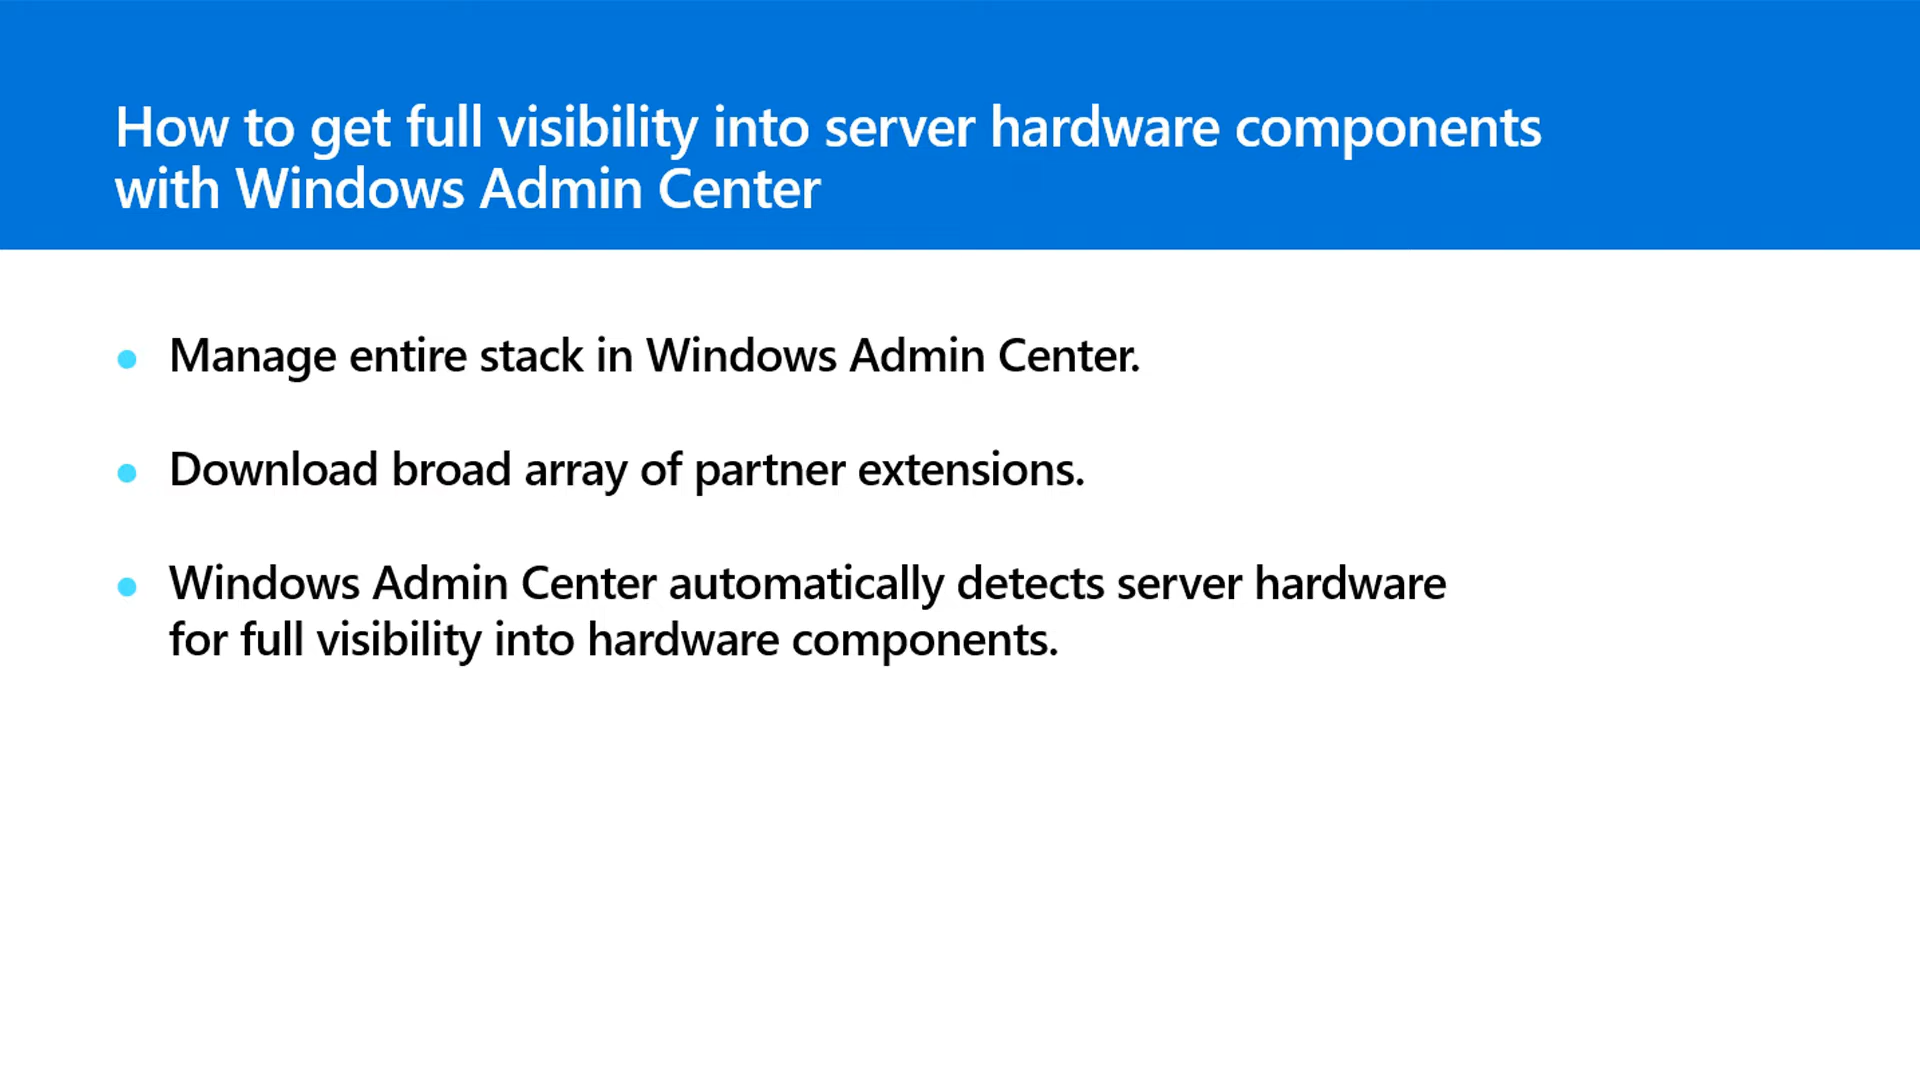 How to get full visibility into server hardware components
with Windows Admin Center
Manage entire stack in Windows Admin Center.
Download broad array of partner extensions.
Windows Admin Center automatically detects server hardware
for full visibility into hardware components.